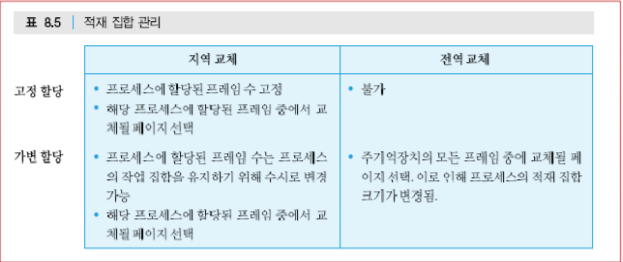 표 8.5 | 적재 집합 관리
지역 교체
전역 교체
고정 할당
• 프로세스에 할당된 프레임 수 고정
• 해당 프로세스에 할당된 프레임 중에서 교
체될 페이지 선택
• 불가
가변 할당
• 프로세스에 할당된 프레임 수는 프로세스
의 작업 집합을 유지하기 위해 수시로 변경
가능
• 해당 프로세스에 할당된 프레임 중에서 교
체될 페이지 선택
• 주기억장치의 모든 프레임 중에 교체될 페
이지 선택. 이로 인해 프로세스의 적재 집합
크기가 변경됨.